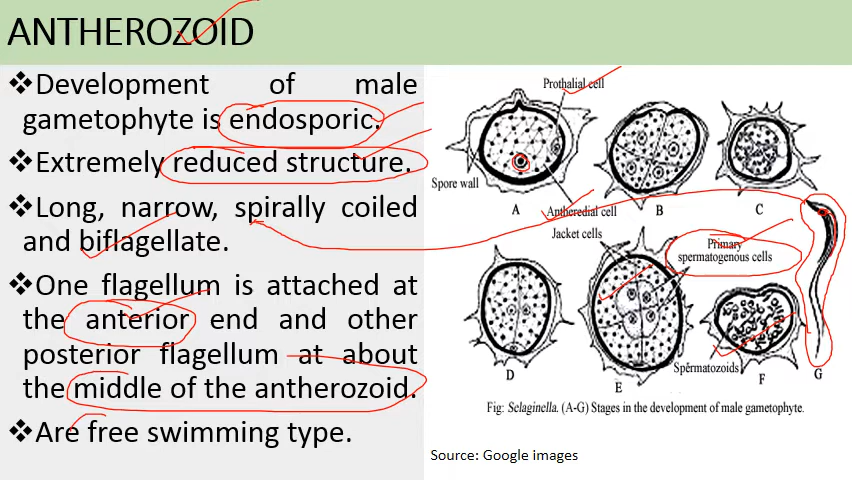 ANTHEROZOID
❖Development of male
gametophyte is endosporic.
❖Extremely reduced structure.
❖Long, narrow, spirally coiled
and biflagellate.
❖One flagellum is attached at
the anterior end and other
posterior flagellum at about
the middle of the antherozoid.
❖Are free swimming type.
Prothalial cell
Spore wall
A
B
C
Antheredial cell
Jacket cells
Primary
spermatogenous cells
Spermatozoids
D
E
F
G
Fig: Selaginella. (A-G) Stages in the development of male gametophyte.
Source: Google images